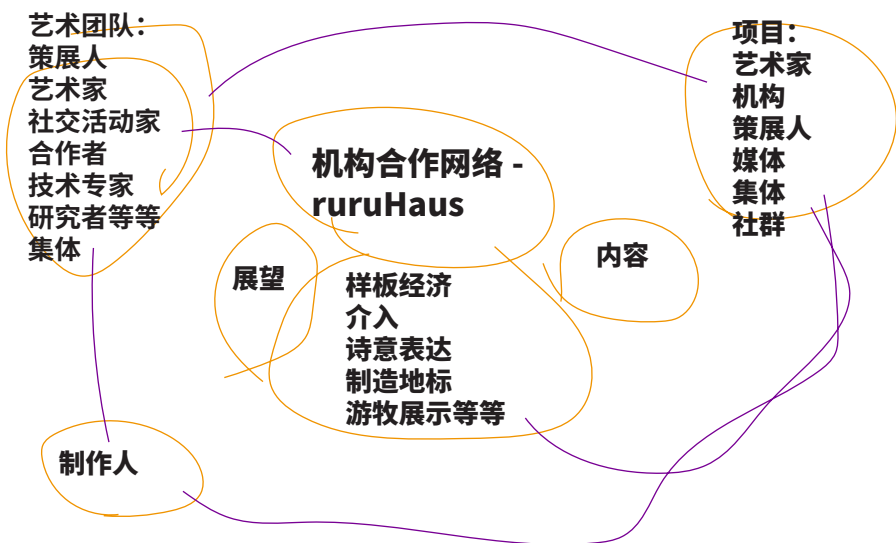 艺术团队：
策展人
艺术家
社交活动家
合作者
技术专家
研究者等等
集体
项目：
艺术家
机构
策展人
媒体
集体
社群
机构合作网络 -
ruruHaus
展望
内容
样板经济
介入
诗意表达
制造地标
游牧展示等等
制作人